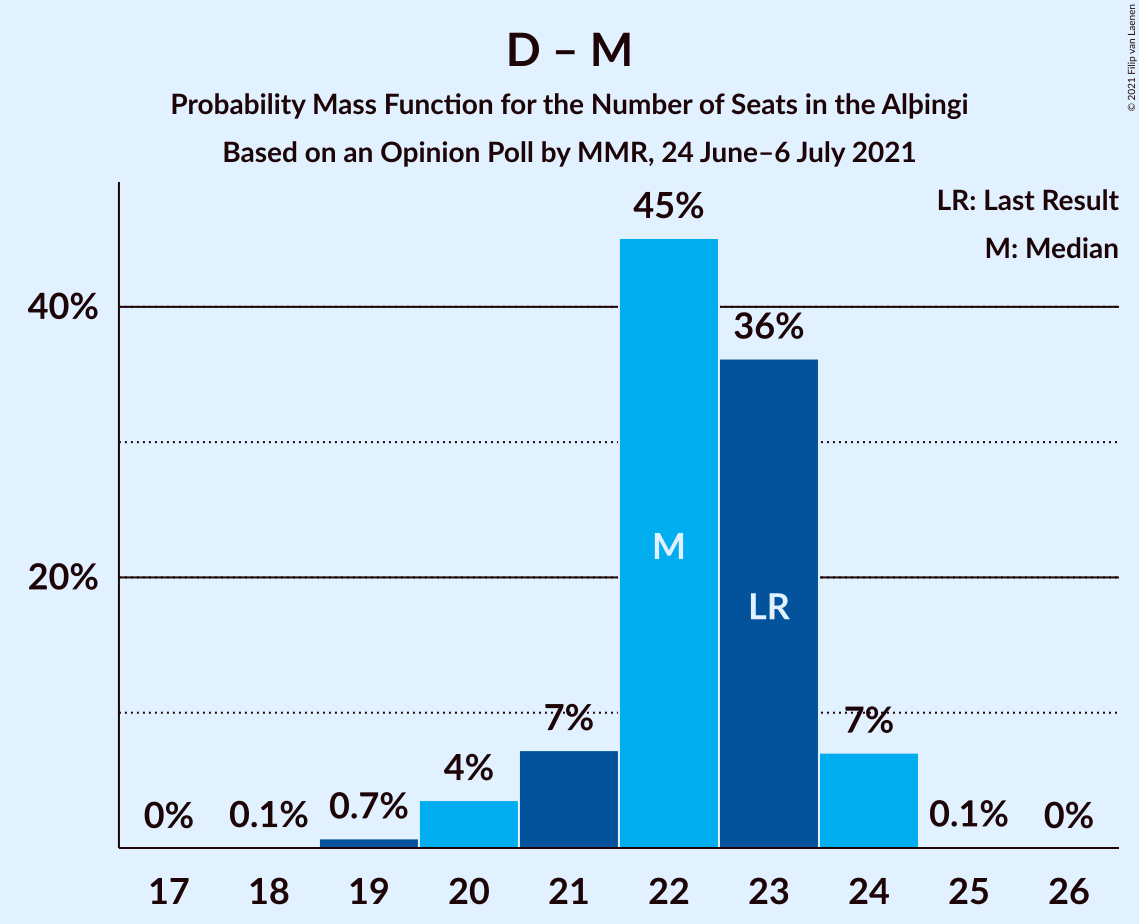 D – M
Probability Mass Function for the Number of Seats in the Alþingi
Based on an Opinion Poll by MMR, 24 June–6 July 2021
© 2021 Filip van Laenen
LR: Last Result
M: Median
45%
40%
36%
M
20%
LR
7%
7%
4%
0.7%
0%
0.1%
0.1%
0%
17 18 19 20 21 22 23 24 25 26